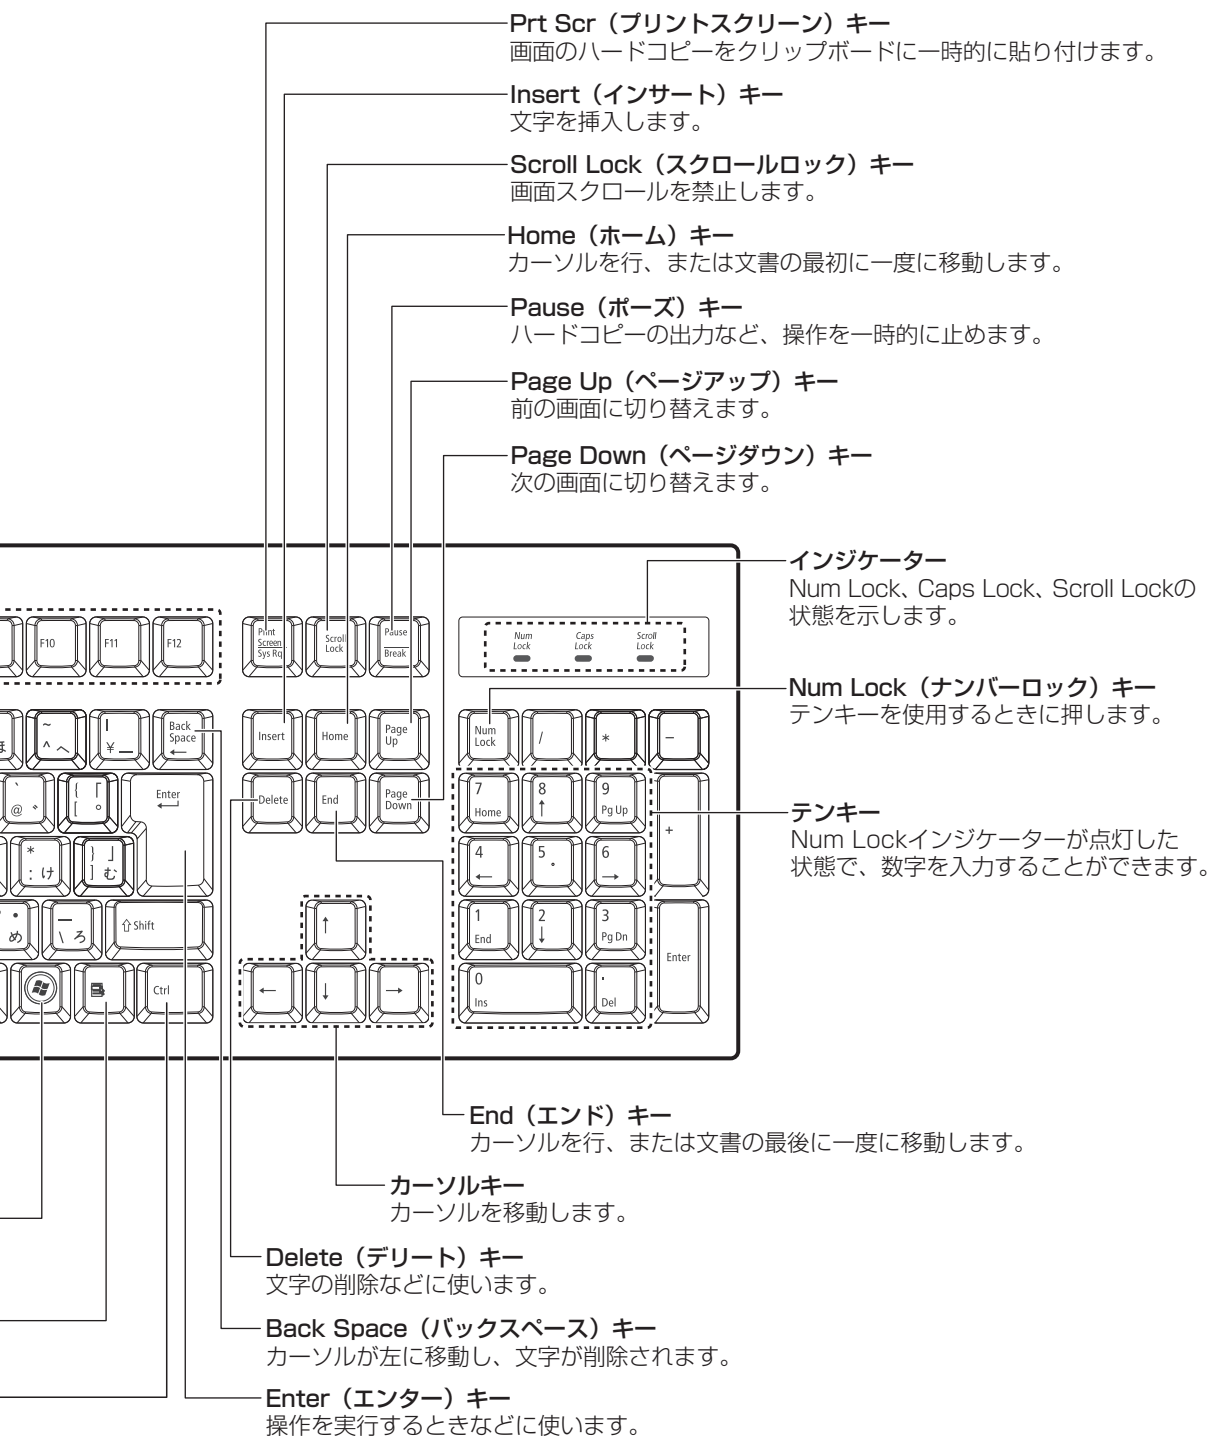 Prt Scr（プリントスクリーン）キー
画面のハードコピーをクリップボードに一時的に貼り付けます。
Insert（インサート）キー
文字を挿入します。
Scroll Lock（スクロールロック）キー
画面スクロールを禁止します。
Home（ホーム）キー
カーソルを行、または文書の最初に一度に移動します。
Pause（ポーズ）キー
ハードコピーの出力など、操作を一時的に止めます。
Page Up（ページアップ）キー
前の画面に切り替えます。
Page Down（ページダウン）キー
次の画面に切り替えます。
インジケーター
Num Lock、Caps Lock、Scroll Lockの
状態を示します。
Num Lock（ナンバーロック）キー
テンキーを使用するときに押します。
テンキー
Num Lockインジケーターが点灯した
状態で、数字を入力することができます。
F10 F11 F12
Print Screen Sys Rq
Scroll Lock
Pause Break
Num Lock
Caps Lock
Scroll Lock
~ ^ へ
| ¥ ー
Back Space ←
Insert
Home
Page Up
Num Lock
/ * -
` @ ゛
{ 「 [ ゜
Enter
Delete
End
Page Down
7 Home
8 ↑
9 Pg Up
+
* : け
} 」 ] む
4 ←
5
6 →
・ め
_ \ ろ
⇧ Shift
↑
1 End
2 ↓
3 Pg Dn
Enter
Ctrl
← ↓ →
0 Ins
. Del
End（エンド）キー
カーソルを行、または文書の最後に一度に移動します。
カーソルキー
カーソルを移動します。
Delete（デリート）キー
文字の削除などに使います。
Back Space（バックスペース）キー
カーソルが左に移動し、文字が削除されます。
Enter（エンター）キー
操作を実行するときなどに使います。